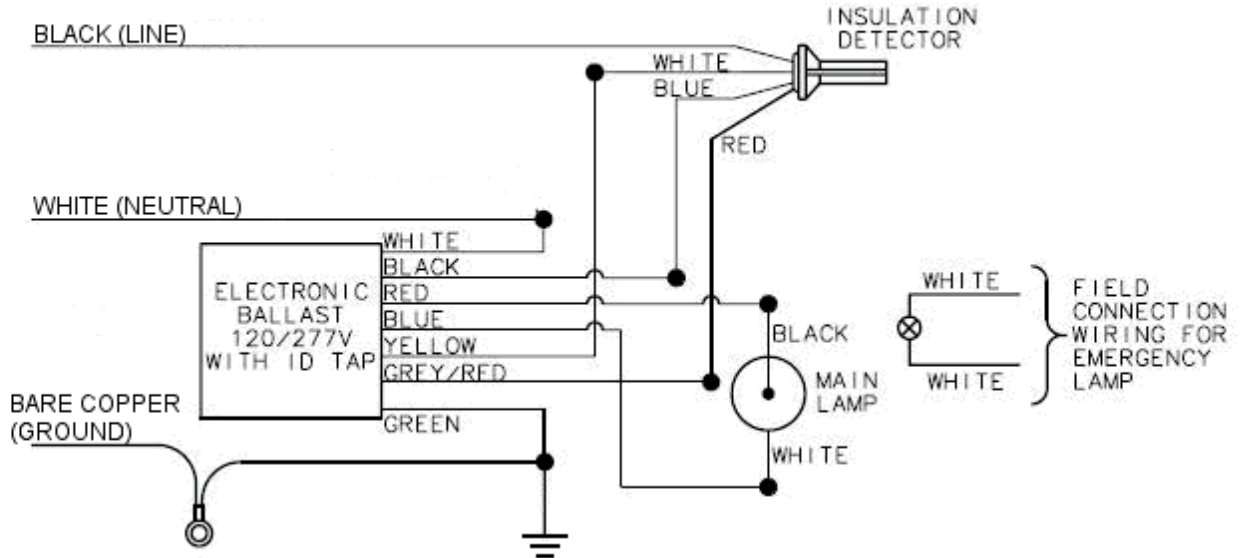 BLACK (LINE)
INSULATION
DETECTOR
WHITE
BLUE
RED
WHITE (NEUTRAL)
WHITE
BLACK
RED
BLUE
YELLOW
GREY/RED
GREEN
ELECTRONIC
BALLAST
120/277V
WITH ID TAP
BARE COPPER
(GROUND)
BLACK
MAIN
LAMP
WHITE
WHITE
WHITE
FIELD
CONNECTION
WIRING FOR
EMERGENCY
LAMP